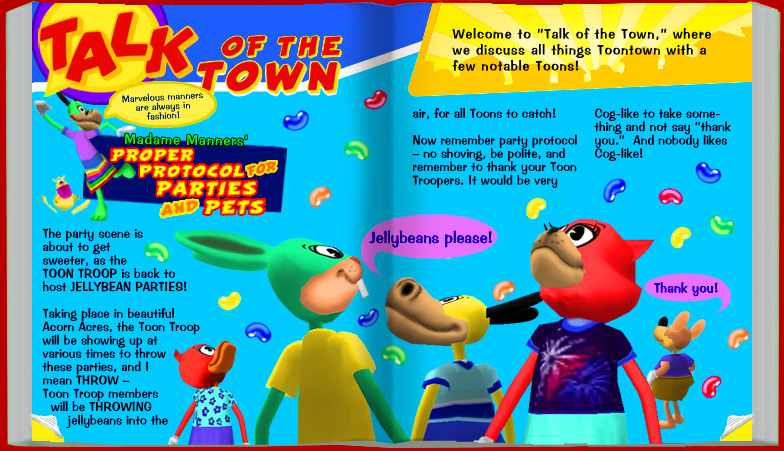 TALK
OF THE
TOWN
Marvelous manners
are always in
fashion!
Madame Manners'
PROPER
PROTOCOL FOR
PARTIES
AND PETS
The party scene is
about to get
sweeter, as the
TOON TROOP is back to
host JELLYBEAN PARTIES!
Taking place in beautiful
Acorn Acres, the Toon Troop
will be showing up at
various times to throw
these parties, and I
mean THROW –
Toon Troop members
will be THROWING
jellybeans into the
Welcome to "Talk of the Town," where
we discuss all things Toontown with a
few notable Toons!
air, for all Toons to catch!
Now remember party protocol
– no shoving, be polite, and
remember to thank your Toon
Troopers. It would be very
Cog-like to take some-
thing and not say "thank
you." And nobody likes
Cog-like!
Jellybeans please!
Thank you!